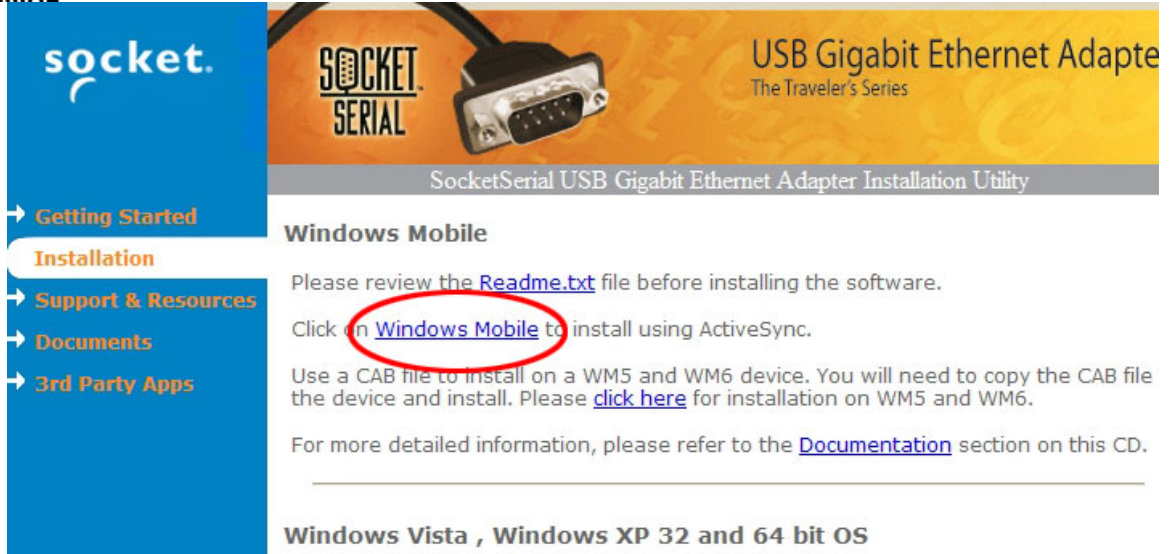 socket.
SOCKET
SERIAL
USB Gigabit Ethernet Adapte
The Traveler's Series
SocketSerial USB Gigabit Ethernet Adapter Installation Utility
Getting Started
Installation
Support & Resources
Documents
3rd Party Apps
Windows Mobile
Please review the Readme.txt file before installing the software.
Click on Windows Mobile to install using ActiveSync.
Use a CAB file to install on a WM5 and WM6 device. You will need to copy the CAB file
the device and install. Please click here for installation on WM5 and WM6.
For more detailed information, please refer to the Documentation section on this CD.
Windows Vista , Windows XP 32 and 64 bit OS